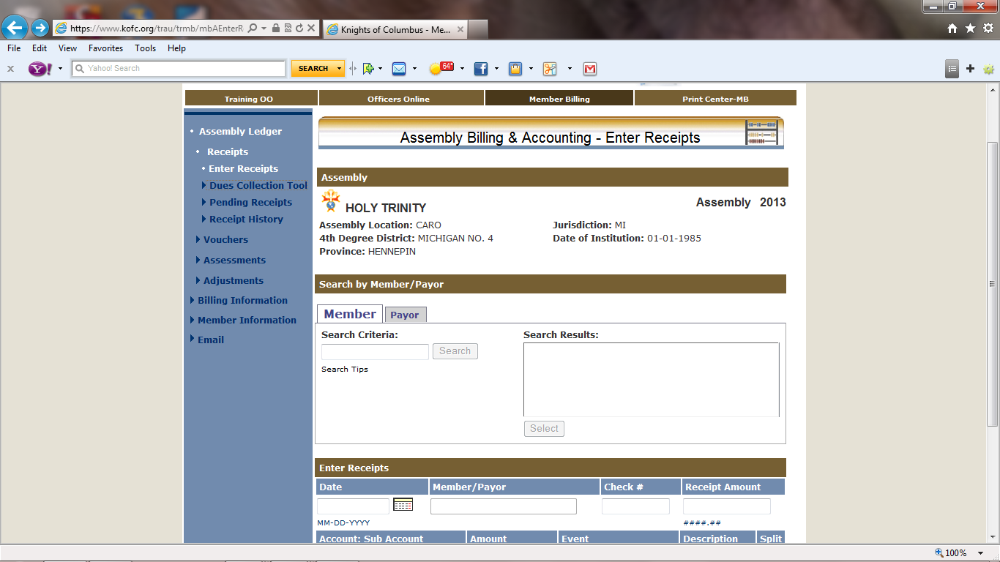 https://www.kofc.org/trau/trmb/mbAEnterR
Knights of Columbus - Me...
File Edit View Favorites Tools Help
x Y! Yahoo! Search SEARCH 64° f
Training OO Officers Online Member Billing Print Center-MB
Assembly Ledger
Receipts
Enter Receipts
Dues Collection Tool
Pending Receipts
Receipt History
Vouchers
Assessments
Adjustments
Billing Information
Member Information
Email
Assembly Billing & Accounting - Enter Receipts
Assembly
HOLY TRINITY Assembly 2013
Assembly Location: CARO Jurisdiction: MI
4th Degree District: MICHIGAN NO. 4 Date of Institution: 01-01-1985
Province: HENNEPIN
Search by Member/Payor
Member Payor
Search Criteria: Search Results:
Search
Search Tips
Select
Enter Receipts
Date Member/Payor Check # Receipt Amount
MM-DD-YYYY ####.##
Account: Sub Account Amount Event Description Split
100%